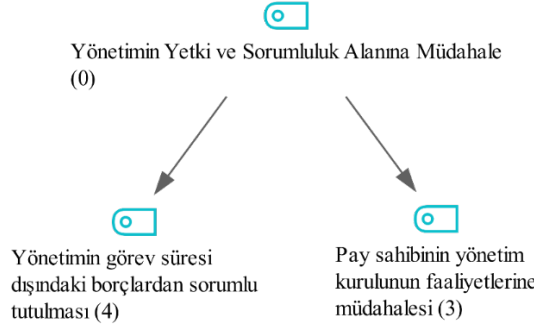 Yönetimin Yetki ve Sorumluluk Alanına Müdahale
(0)
Yönetimin görev süresi
dışındaki borçlardan sorumlu
tutulması (4)
Pay sahibinin yönetim
kurulunun faaliyetlerine
müdahalesi (3)